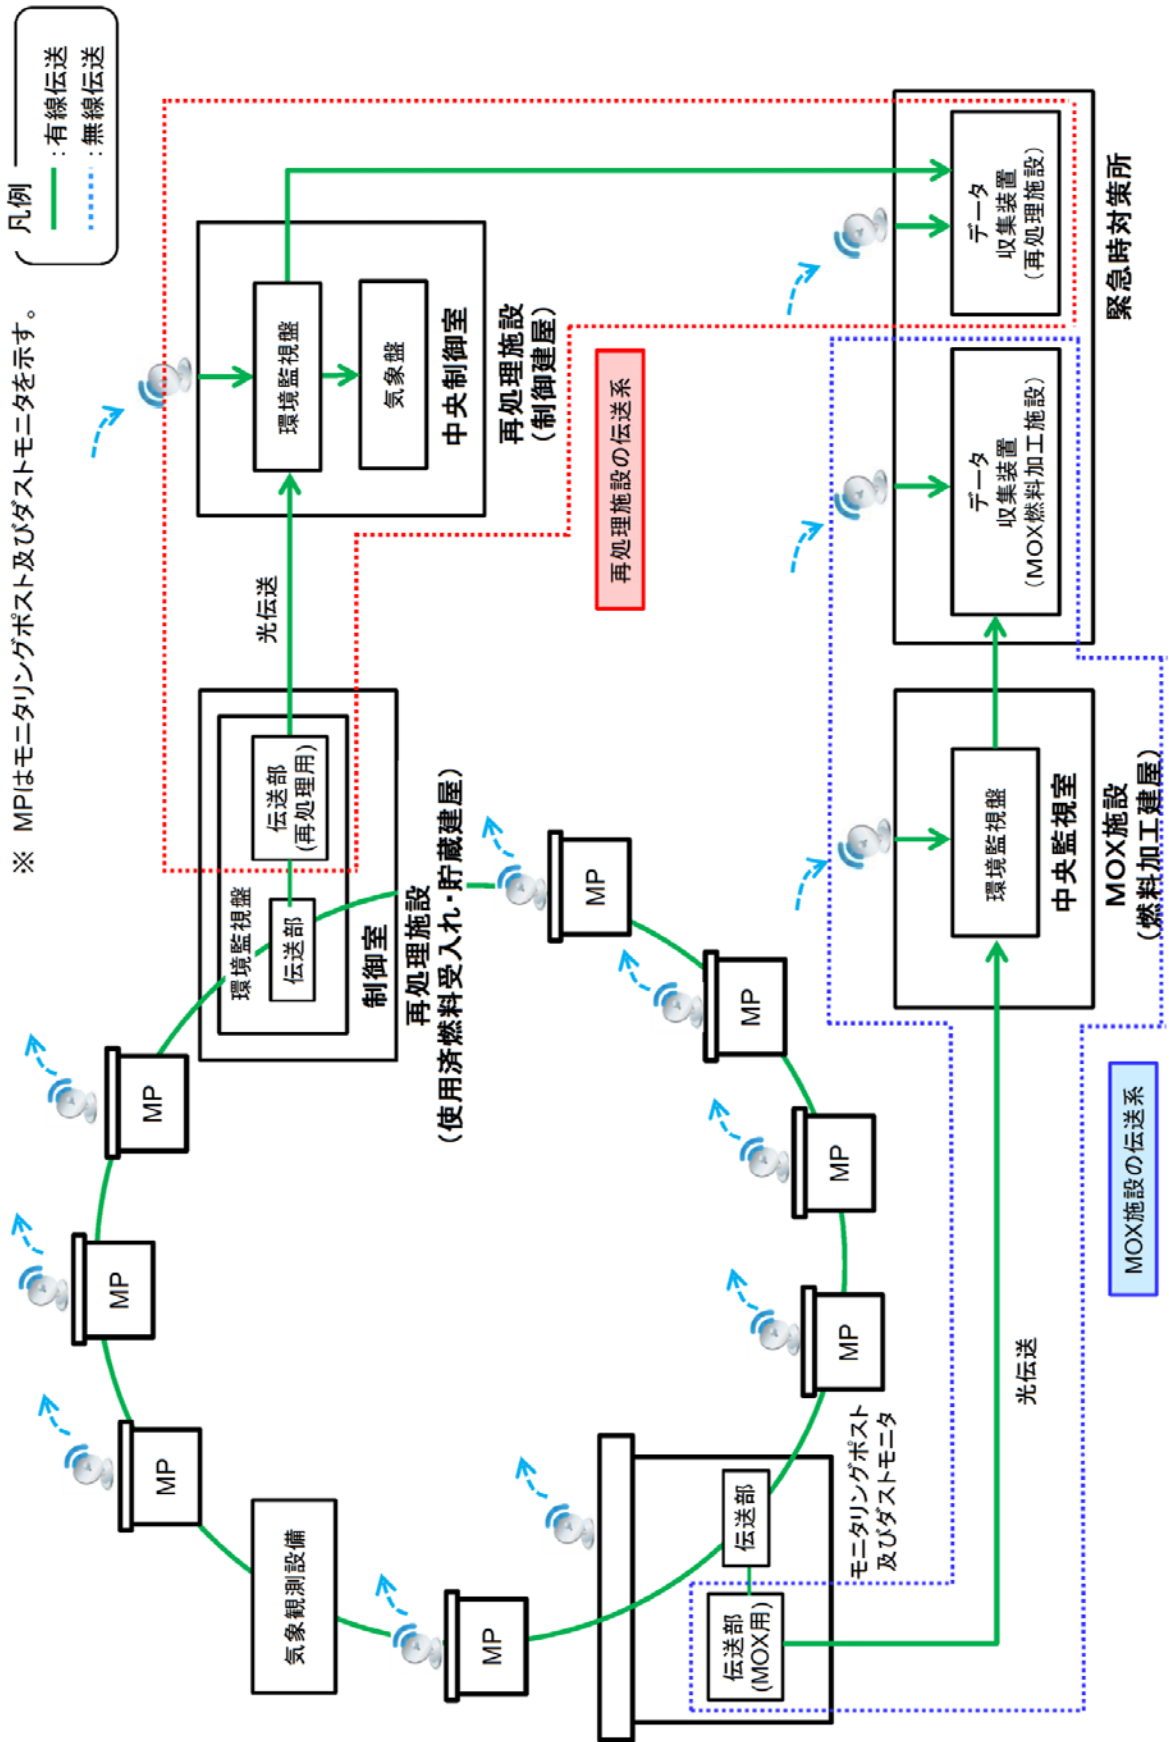 ※ MPはモニタリングポスト及びダストモニタを示す。
凡例
：有線伝送
：無線伝送
MP
MP
MP
気象観測設備
MP
環境監視盤
伝送部
伝送部
(再処理用)
制御室
再処理施設
(使用済燃料受入れ・貯蔵建屋)
光伝送
環境監視盤
気象盤
中央制御室
再処理施設
(制御建屋)
再処理施設の伝送系
MP
MP
MP
MP
伝送部
(MOX用)
伝送部
モニタリングポスト
及びダストモニタ
光伝送
環境監視盤
中央監視室
MOX施設
(燃料加工建屋)
MOX施設の伝送系
データ
収集装置
(MOX燃料加工施設)
データ
収集装置
(再処理施設)
緊急時対策所